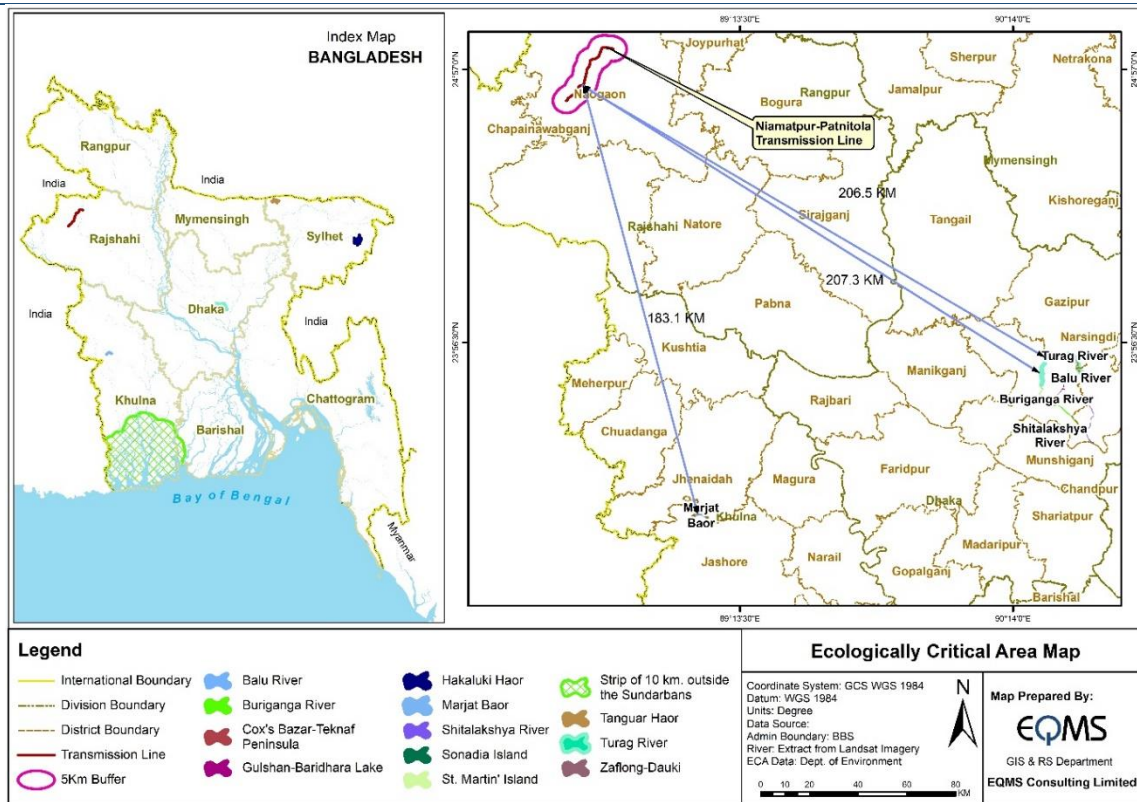 Index Map
BANGLADESH
Rangpur
India
India
Mymensingh
Sylhet
Rajshahi
Dhaka
India
India
Khulna
Barishal
Chattogram
Bay of Bengal
Myanmar
89°13'30"E
90°14'0"E
24°57'0"N
24°57'0"N
23°56'30"N
23°56'30"N
89°13'30"E
90°14'0"E
Joypurhat
Sherpur
Netrakona
Naogaon
Bogura
Rangpur
Jamalpur
Chapainawabganj
Niamatpur-Patnitola
Transmission Line
Mymensingh
206.5 KM
Kishoreganj
Natore
Sirajganj
Tangail
Rajshahi
207.3 KM
Pabna
Gazipur
183.1 KM
Kushtia
Narsingdi
Turag River
Meherpur
Manikganj
Balu River
Rajbari
Buriganga River
Chuadanga
Shitalakshya
River
Munshiganj
Jhenaidah
Magura
Faridpur
Chandpur
Marjat
Baor
Khulna
Dhaka
Shariatpur
Jashore
Narail
Madaripur
Gopalganj
Barishal
Legend
International Boundary
Division Boundary
District Boundary
Transmission Line
5Km Buffer
Balu River
Buriganga River
Cox's Bazar-Teknaf
Peninsula
Gulshan-Baridhara Lake
Hakaluki Haor
Marjat Baor
Shitalakshya River
Sonadia Island
St. Martin' Island
Strip of 10 km. outside
the Sundarbans
Tanguar Haor
Turag River
Zaflong-Dauki
Ecologically Critical Area Map
Coordinate System: GCS WGS 1984
Datum: WGS 1984
Units: Degree
Data Source:
Admin Boundary: BBS
River: Extract from Landsat Imagery
ECA Data: Dept. of Environment
N
0 10 20 40 60 80
KM
Map Prepared By:
EQMS
GIS & RS Department
EQMS Consulting Limited